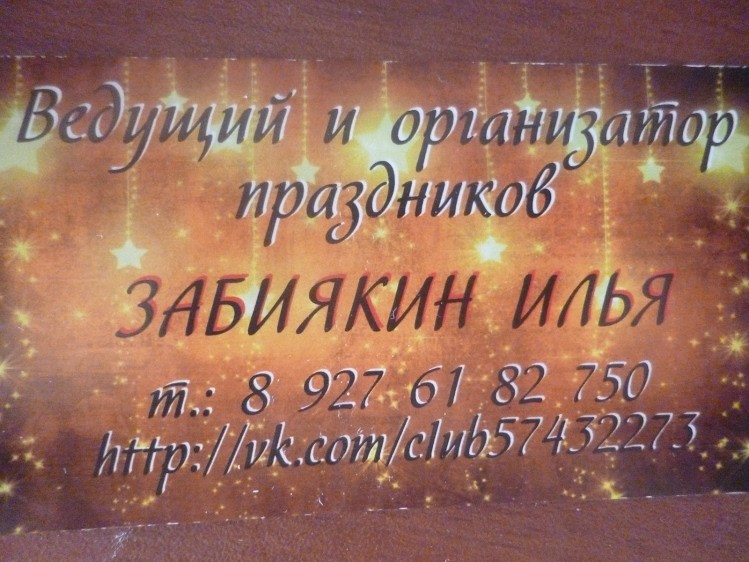 Ведущий и организатор
праздников
ЗАБИЯКИН ИЛЬЯ
т.: 8 927 61 82 750
http://vk.com/club57432273